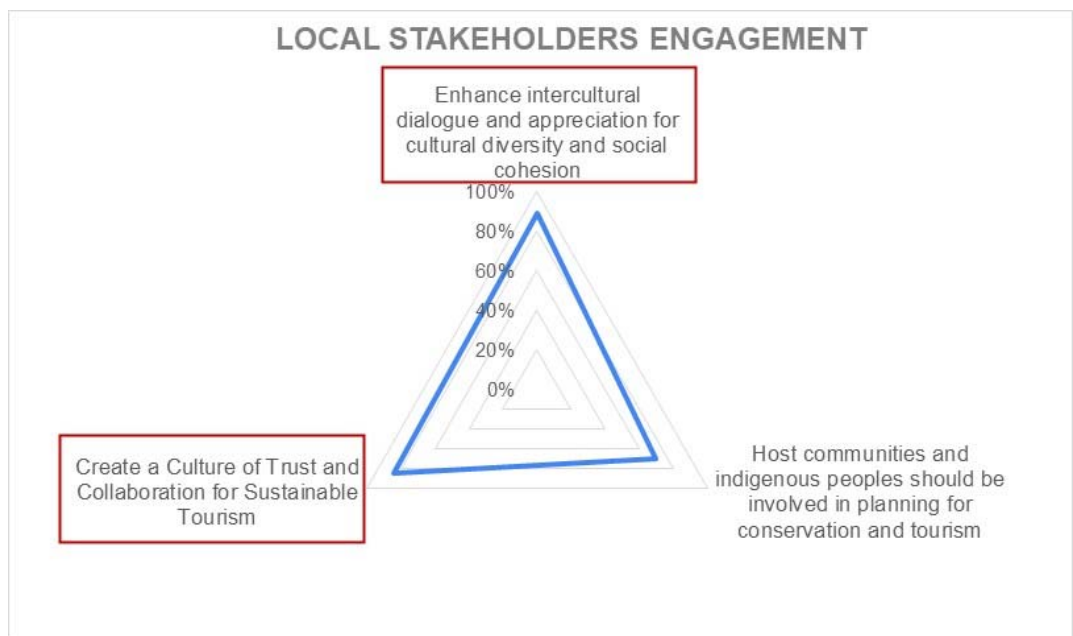 LOCAL STAKEHOLDERS ENGAGEMENT
Enhance intercultural
dialogue and appreciation for
cultural diversity and social
cohesion
100%
80%
60%
40%
20%
0%
Create a Culture of Trust and
Collaboration for Sustainable
Tourism
Host communities and
indigenous peoples should be
involved in planning for
conservation and tourism